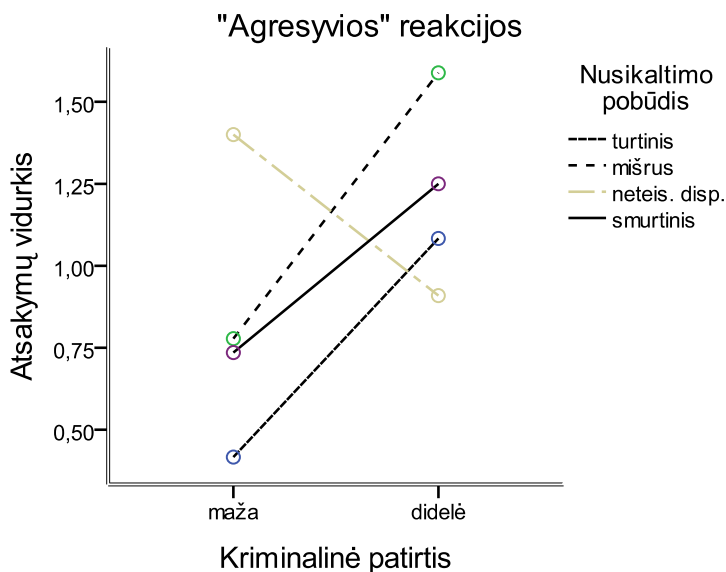 "Agresyvios" reakcijos
Atsakymų vidurkis
1,50
1,25
1,00
0.75
0,50
maža
didelė
Kriminalinė patirtis
Nusikaltimo
pobūdis
turtinis
mišrus
neteis. disp.
smurtinis